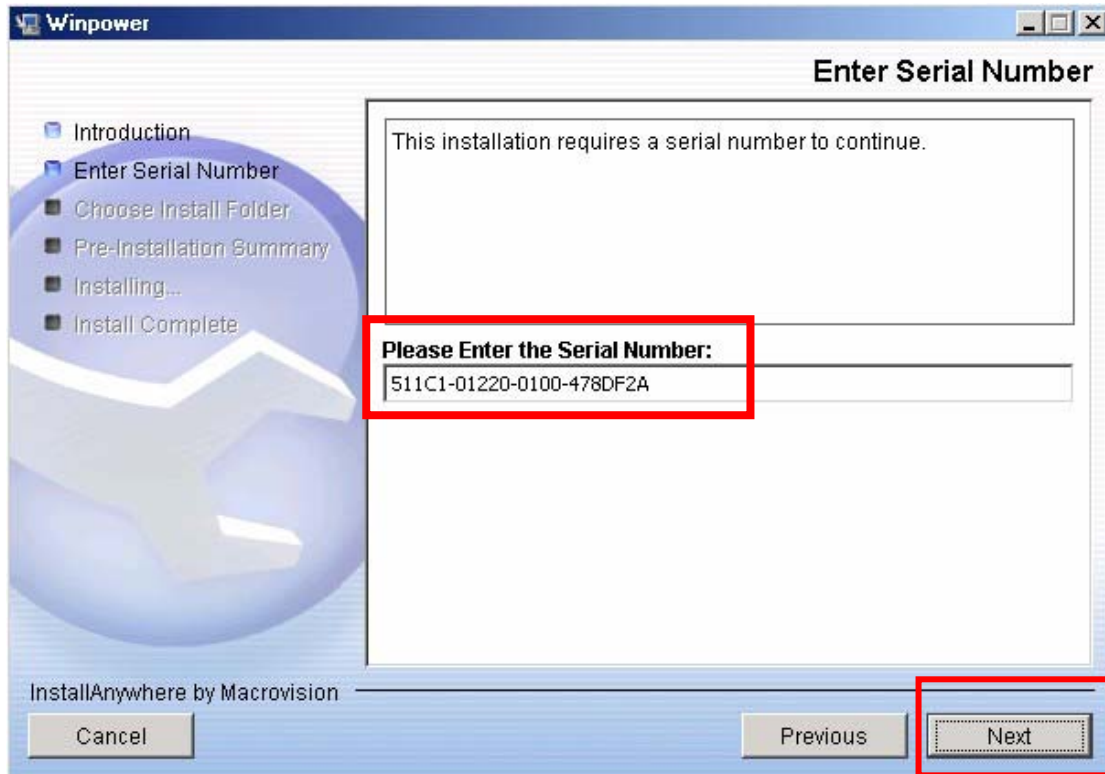 Winpower
Enter Serial Number
Introduction
Enter Serial Number
Choose Install Folder
Pre-Installation Summary
Installing...
Install Complete
This installation requires a serial number to continue.
Please Enter the Serial Number:
511C1-01220-0100-478DF2A
InstallAnywhere by Macrovision
Cancel
Previous
Next